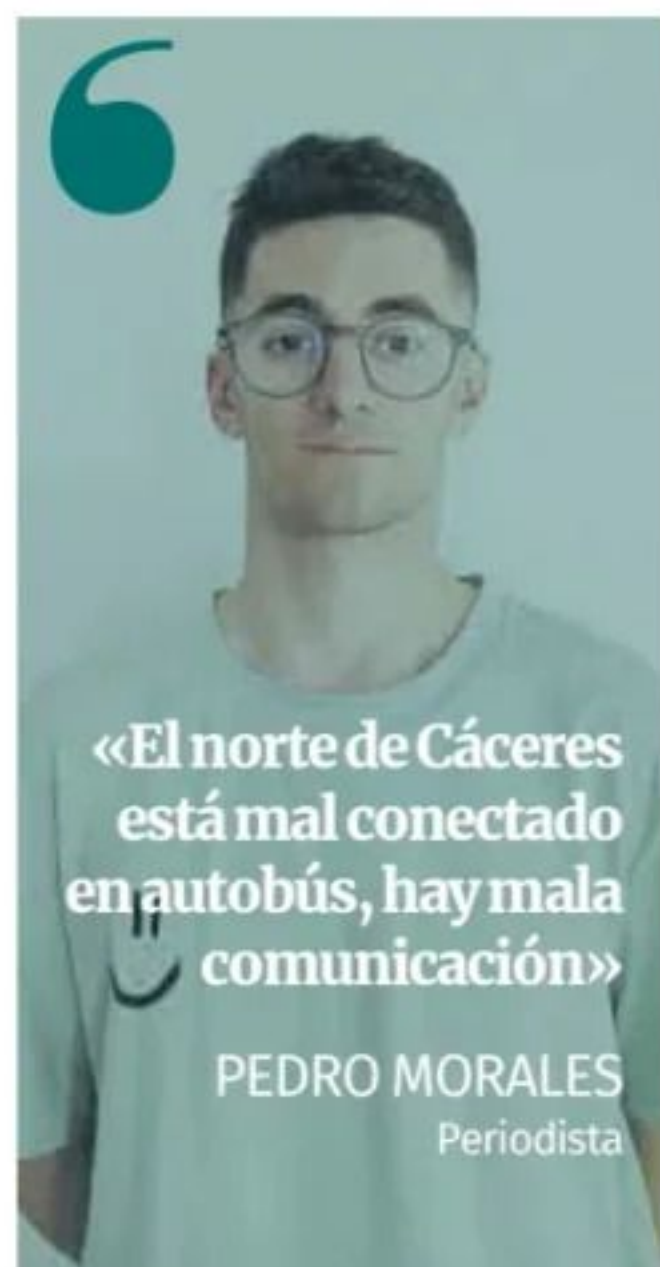 «El norte de Cáceres
está mal conectado
en autobús, hay mala
comunicación»
PEDRO MORALES
Periodista